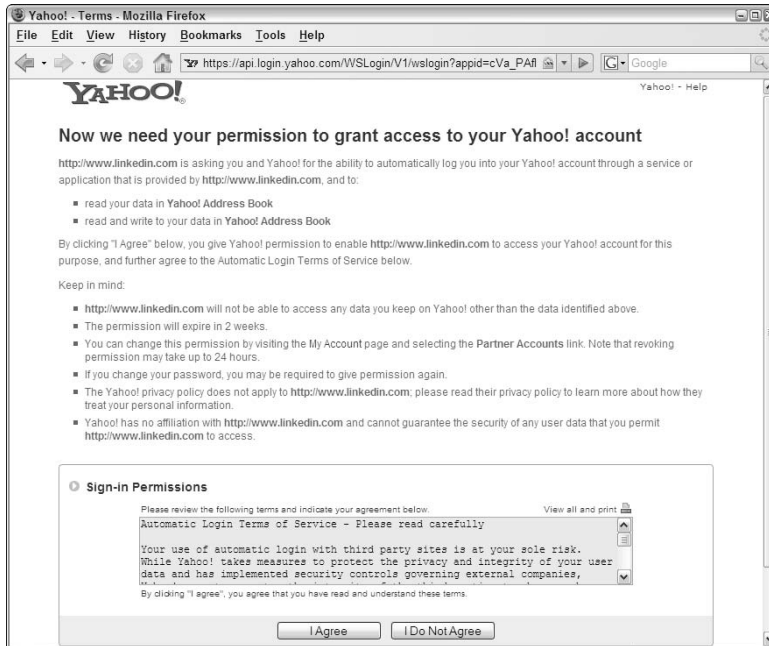 Yahoo! - Terms - Mozilla Firefox
File Edit View History Bookmarks Tools Help
https://api.login.yahoo.com/WSLogin/V1/wslogin?appid=cVa_PAfl
G Google
YAHOO!
Yahoo! - Help
Now we need your permission to grant access to your Yahoo! account
http://www.linkedin.com is asking you and Yahoo! for the ability to automatically log you into your Yahoo! account through a service or
application that is provided by http://www.linkedin.com, and to:
read your data in Yahoo! Address Book
read and write to your data in Yahoo! Address Book
By clicking "I Agree" below, you give Yahoo! permission to enable http://www.linkedin.com to access your Yahoo! account for this
purpose, and further agree to the Automatic Login Terms of Service below.
Keep in mind:
http://www.linkedin.com will not be able to access any data you keep on Yahoo! other than the data identified above.
The permission will expire in 2 weeks.
You can change this permission by visiting the My Account page and selecting the Partner Accounts link. Note that revoking
permission may take up to 24 hours.
If you change your password, you may be required to give permission again.
The Yahoo! privacy policy does not apply to http://www.linkedin.com; please read their privacy policy to learn more about how they
treat your personal information.
Yahoo! has no affiliation with http://www.linkedin.com and cannot guarantee the security of any user data that you permit
http://www.linkedin.com to access.
Sign-in Permissions
Please review the following terms and indicate your agreement below.
View all and print
Automatic Login Terms of Service - Please read carefully
Your use of automatic login with third party sites is at your sole risk.
While Yahoo! takes measures to protect the privacy and integrity of your user
data and has implemented security controls governing external companies,
By clicking "I agree", you agree that you have read and understand these terms.
I Agree
I Do Not Agree